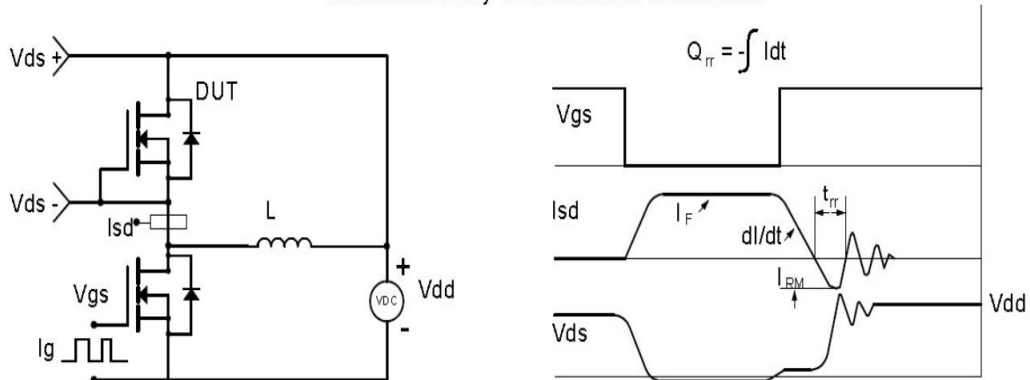 Vds +
DUT
Vds -
Isd
L
Vgs
+
VDC
Vdd
-
Ig
Q rr = -∫ Idt
Vgs
Isd
I F
t rr
dI/dt
I RM
Vdd
Vds